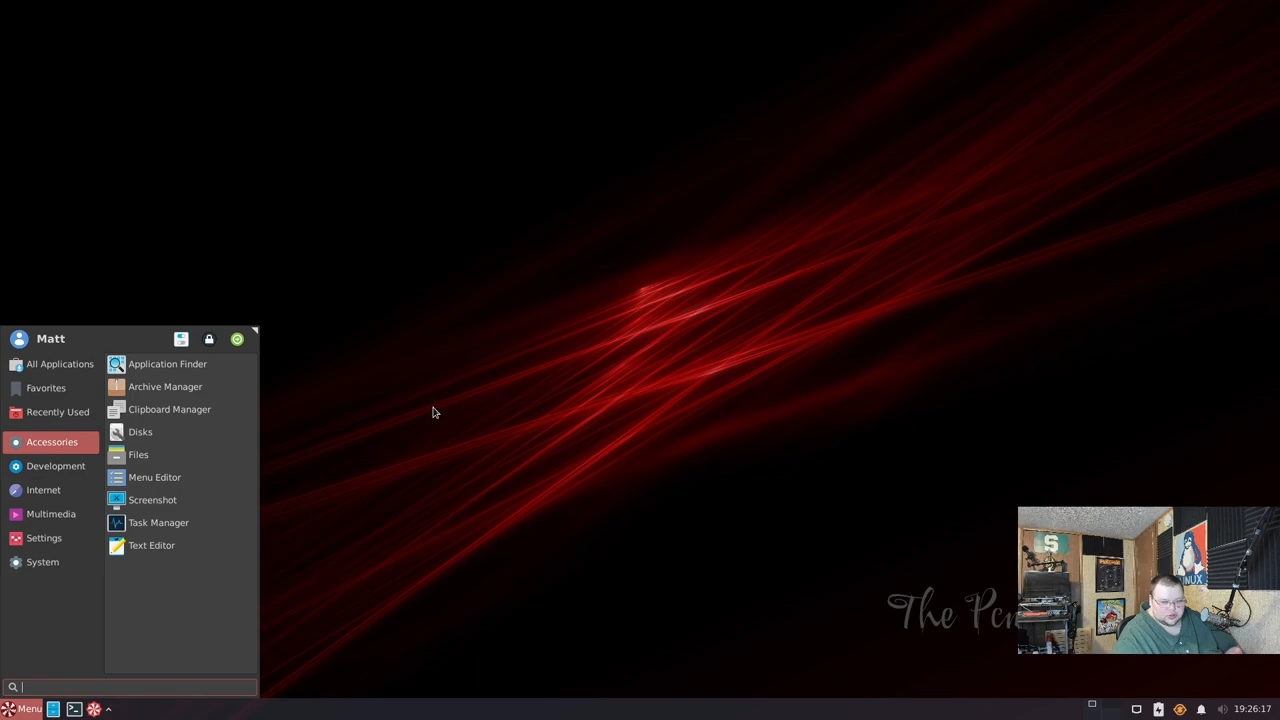 Matt
All Applications
Favorites
Recently Used
Accessories
Development
Internet
Multimedia
Settings
System
Application Finder
Archive Manager
Clipboard Manager
Disks
Files
Menu Editor
Screenshot
Task Manager
Text Editor
The Pen
S
Menu
19:26:17